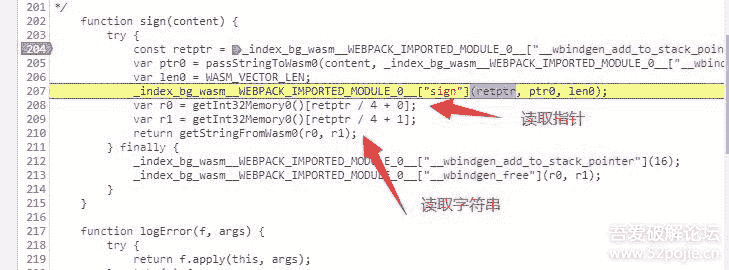 201 */
202 function sign(content) {
203 try {
204 const retptr = _index_bg_wasm__WEBPACK_IMPORTED_MODULE_0__["__wbindgen_add_to_stack_poin
205 var ptr0 = passStringToWasm0(content, _index_bg_wasm__WEBPACK_IMPORTED_MODULE_0__["__wb
206 var len0 = WASM_VECTOR_LEN;
207 _index_bg_wasm__WEBPACK_IMPORTED_MODULE_0__["sign"](retptr, ptr0, len0);
208 var r0 = getInt32Memory0()[retptr / 4 + 0];
209 var r1 = getInt32Memory0()[retptr / 4 + 1];
读取指针
210 return getStringFromWasm0(r0, r1);
211 } finally {
212 _index_bg_wasm__WEBPACK_IMPORTED_MODULE_0__["__wbindgen_add_to_stack_pointer"](16);
213 _index_bg_wasm__WEBPACK_IMPORTED_MODULE_0__["__wbindgen_free"](r0, r1);
214 }
读取字符串
215 }
216
217 function logError(f, args) {
218 try {
219 return f.apply(this, args);
吾爱破解论坛
www.52pojie.cn